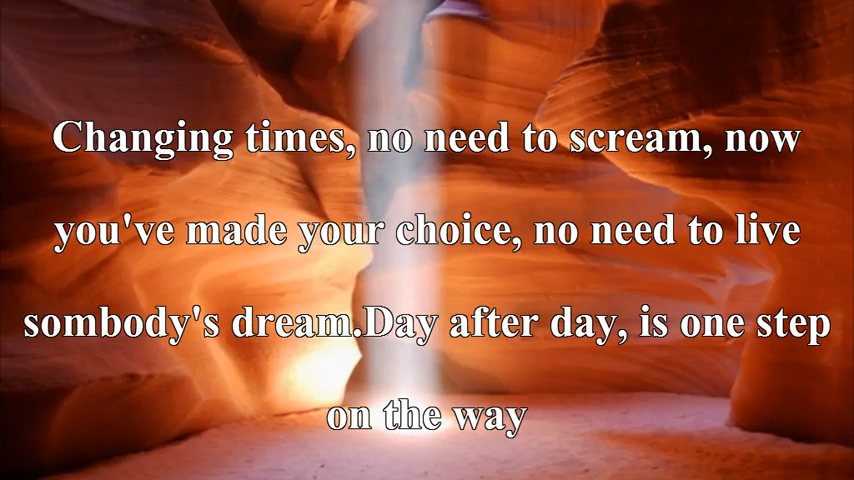 Changing times, no need to scream, now
you've made your choice, no need to live
sombody's dream.Day after day, is one step
on the way